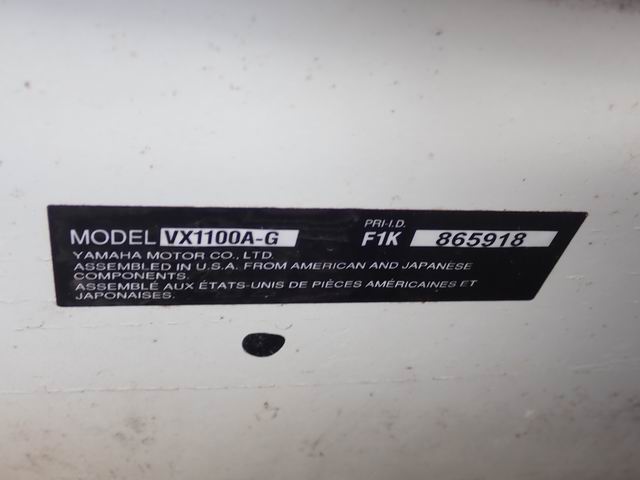 PRI-I.D.
MODEL VX1100A-G F1K 865918
YAMAHA MOTOR CO., LTD.
ASSEMBLED IN U.S.A. FROM AMERICAN AND JAPANESE
COMPONENTS.
ASSEMBLÉ AUX ÉTATS-UNIS DE PIÈCES AMÉRICAINES ET
JAPONAISES.